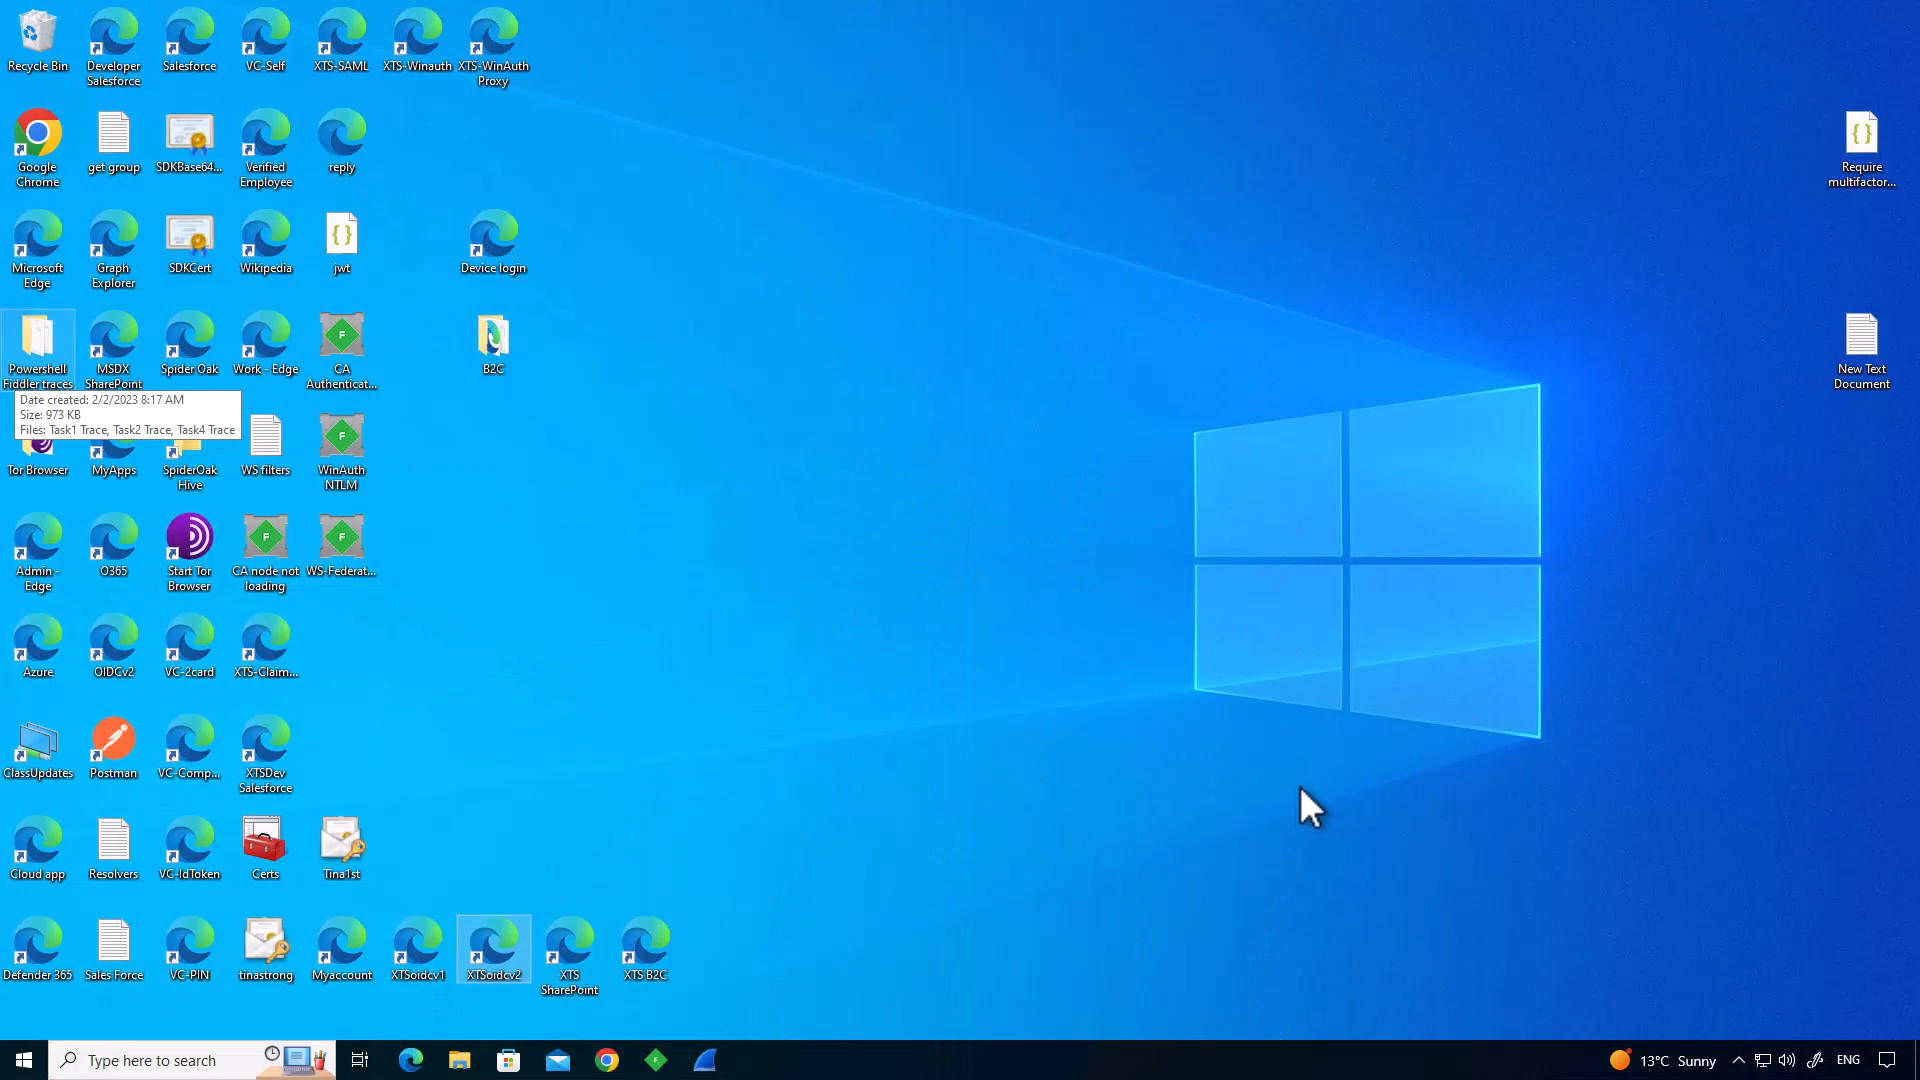 Recycle Bin
Developer
Salesforce
Salesforce
VC-Self
XTS-SAML
XTS-Winauth
XTS-WinAuth
Proxy
Google
Chrome
get group
SDKBase64...
Verified
Employee
reply
Require
multifactor...
Microsoft
Edge
Graph
Explorer
SDKCert
Wikipedia
jwt
Device login
Powershell
Fiddler traces
MSDX
SharePoint
Spider Oak
Work - Edge
CA
Authenticat...
B2C
New Text
Document
Date created: 2/2/2023 8:17 AM
Size: 973 KB
Files: Task1 Trace, Task2 Trace, Task4 Trace
Tor Browser
MyApps
SpiderOak
Hive
WS filters
WinAuth
NTLM
Admin -
Edge
O365
Start Tor
Browser
CA node not
loading
WS-Federat...
Azure
OIDCv2
VC-2card
XTS-Claim...
ClassUpdates
Postman
VC-Comp...
XTSDev
Salesforce
Cloud app
Resolvers
VC-IdToken
Certs
Tina1st
Defender 365
Sales Force
VC-PIN
tinastrong
Myaccount
XTSoidcv1
XTSoidcv2
XTS
SharePoint
XTS B2C
Type here to search
13°C Sunny
ENG